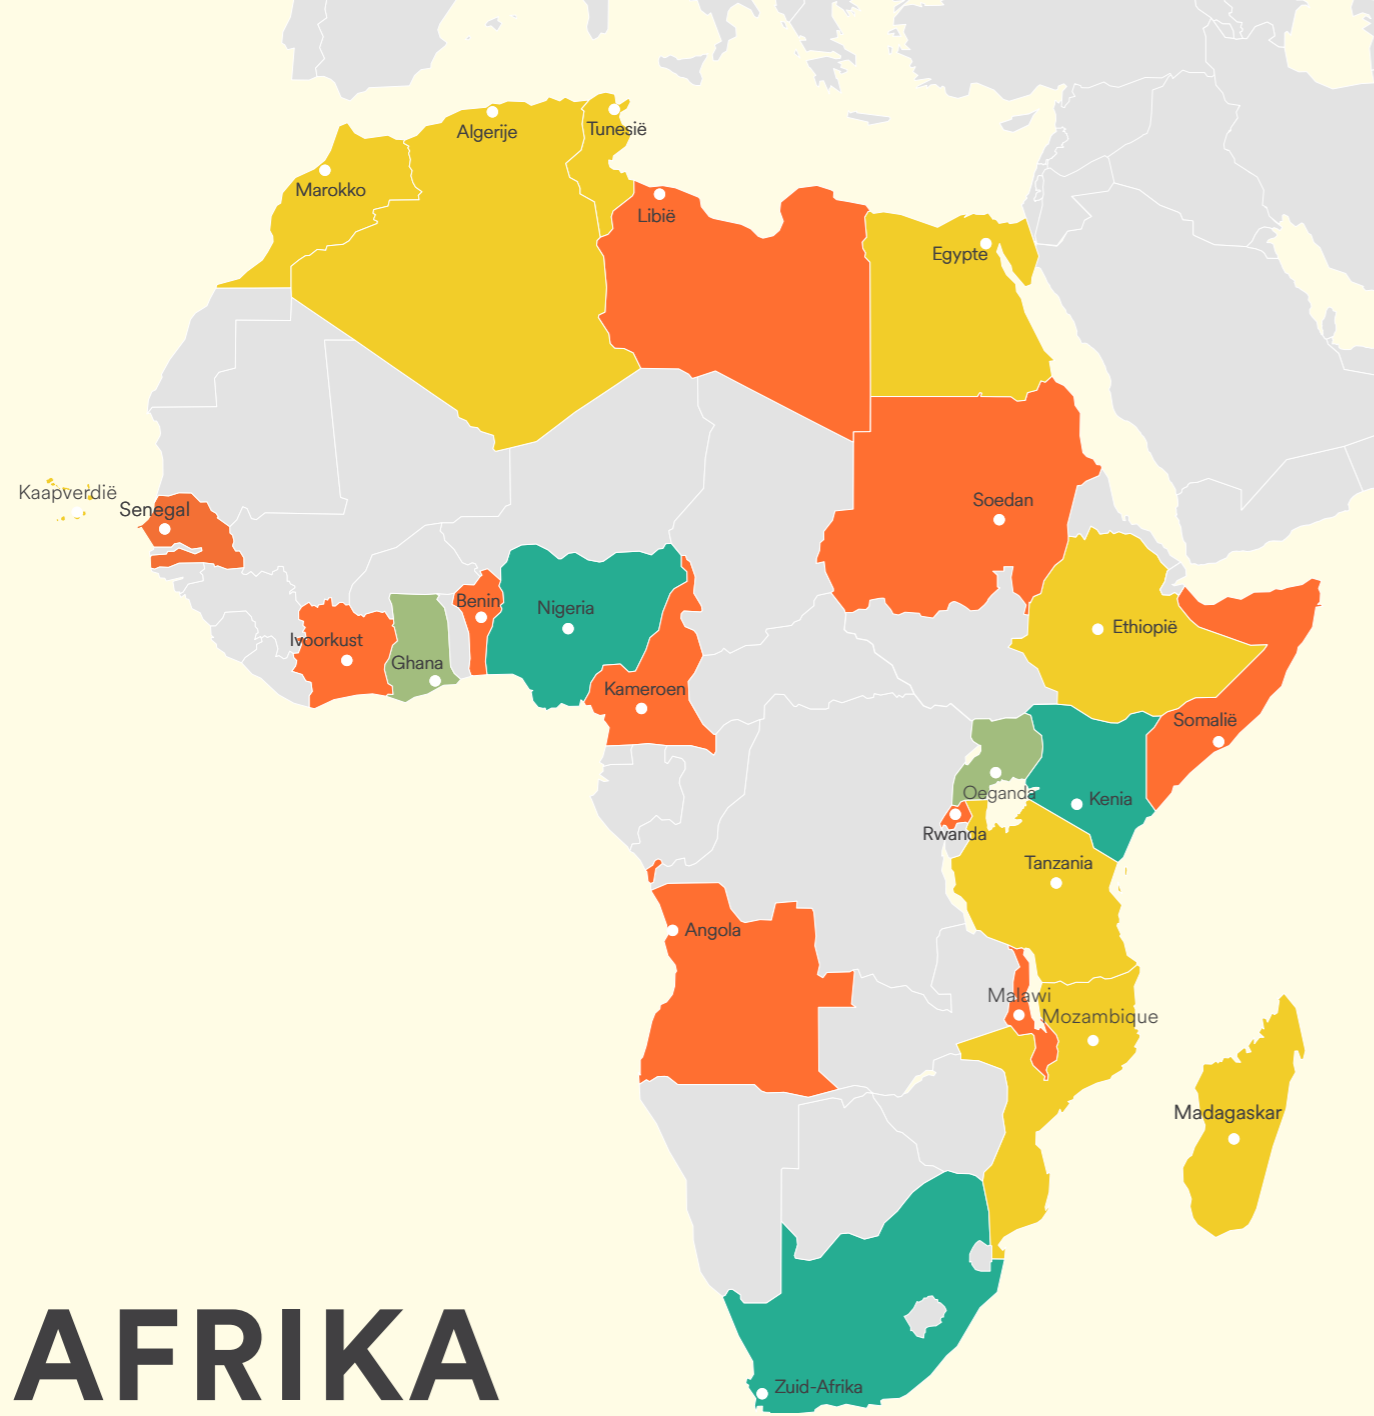 Algerije
Tunesië
Marokko
Libië
Egypte
Kaapverdië
Senegal
Soedan
Benin
Nigeria
Ethiopië
Ivoorkust
Ghana
Kameroen
Somalië
Oeganda
Kenia
Rwanda
Tanzania
Angola
Malawi
Mozambique
Madagaskar
Zuid-Afrika
AFRIKA